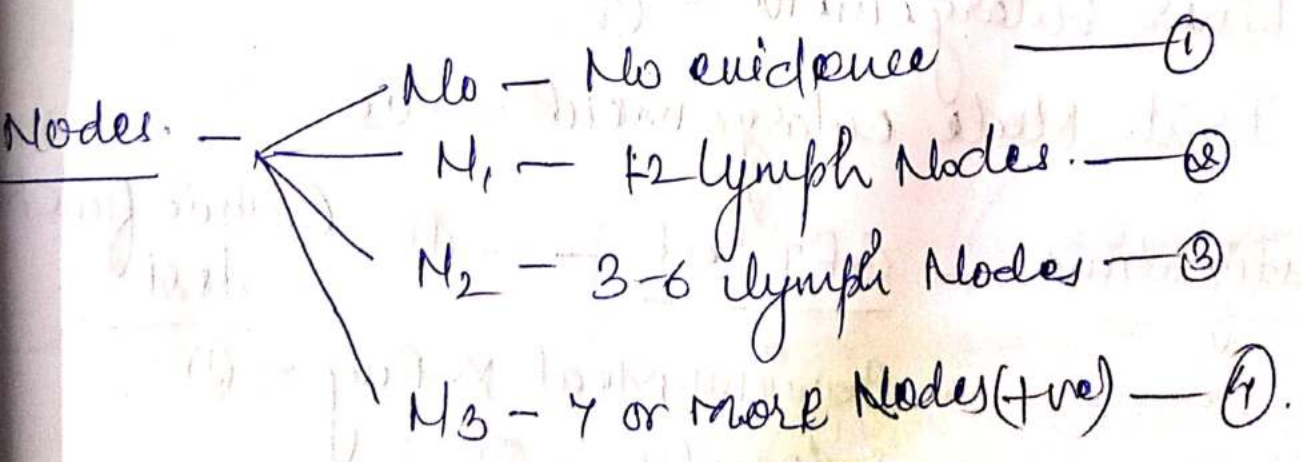 Nodes. —
No — No evidence — ①
N1 — 1-2 lymph Nodes. — ②
N2 — 3-6 lymph Nodes — ③
N3 — 7 or more Nodes (+ve) — ④.